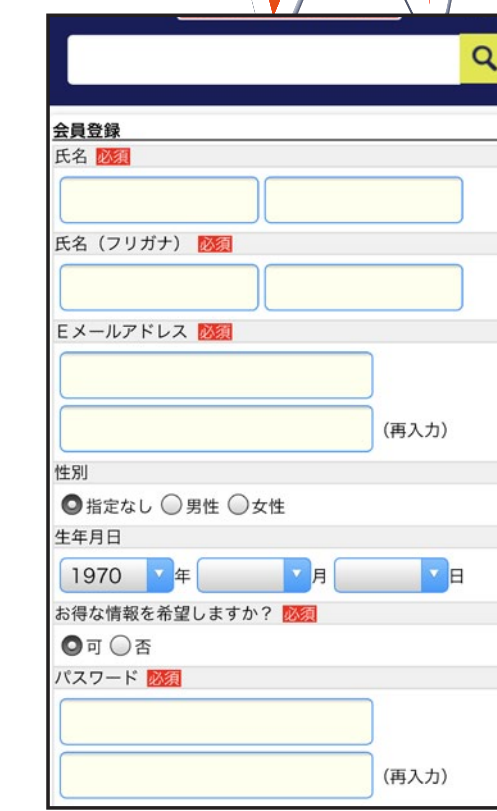 会員登録
氏名 必須
氏名（フリガナ） 必須
Eメールアドレス 必須
（再入力）
性別
指定なし 男性 女性
生年月日
1970 年 月 日
お得な情報を希望しますか？ 必須
可 否
パスワード 必須
（再入力）